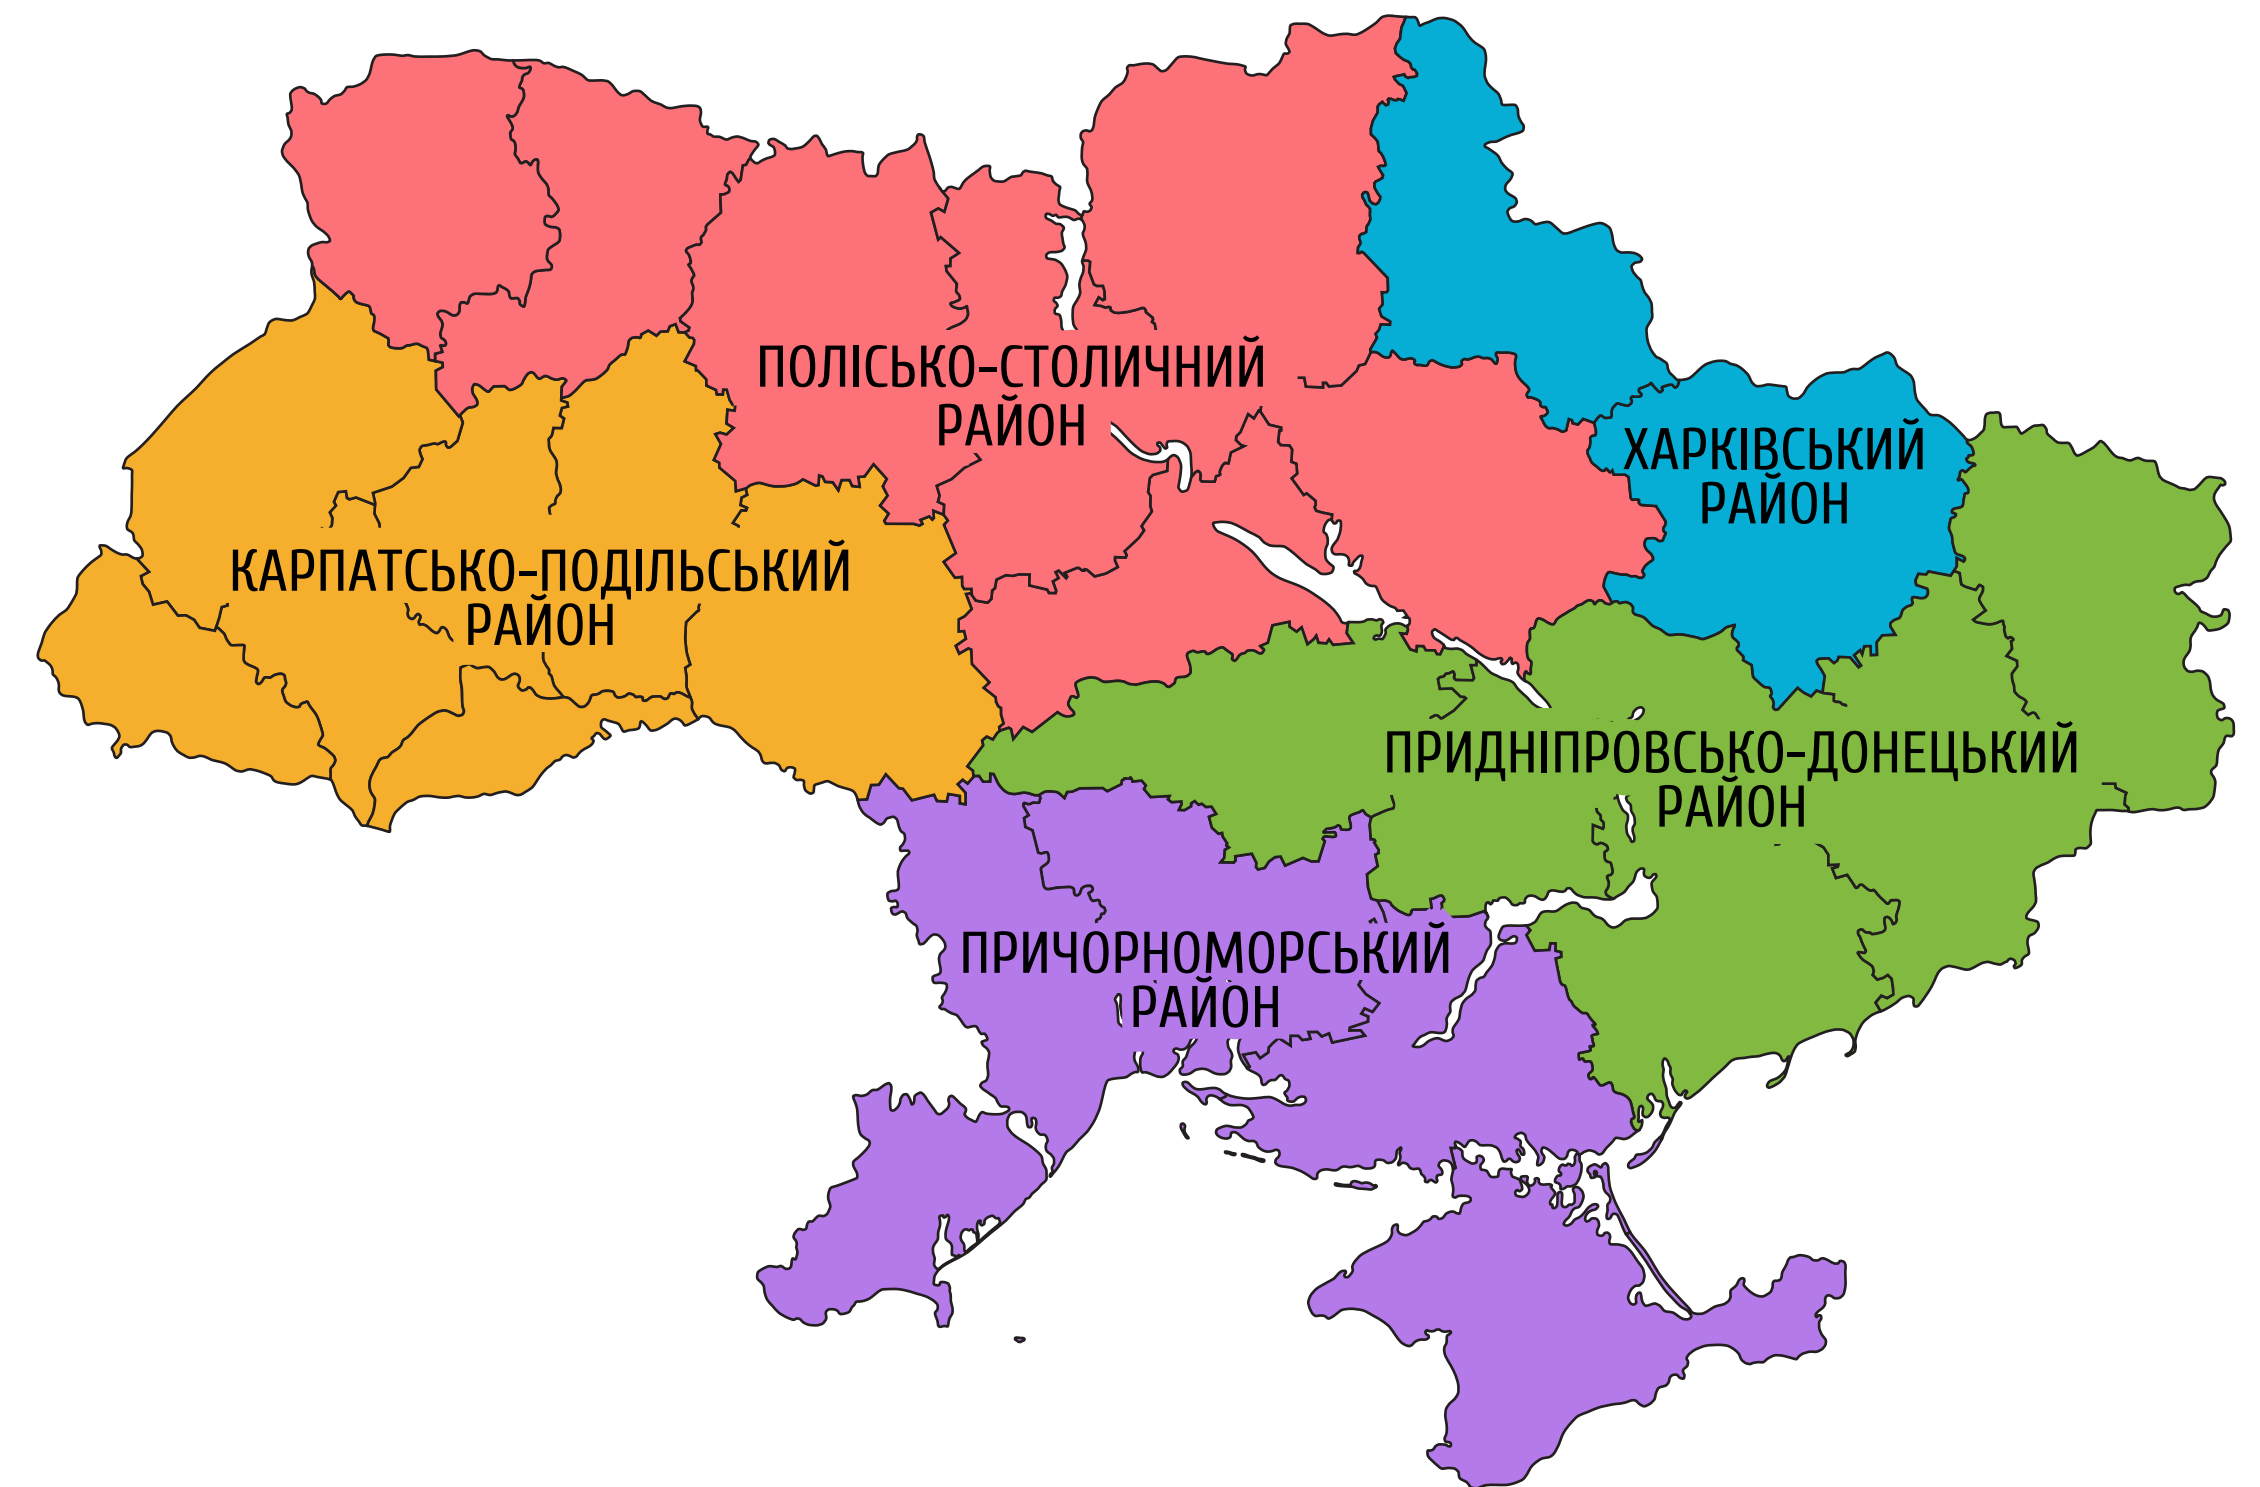 ПОЛІСЬКО-СТОЛИЧНИЙ
РАЙОН
ХАРКІВСЬКИЙ
РАЙОН
КАРПАТСЬКО-ПОДІЛЬСЬКИЙ
РАЙОН
ПРИДНІПРОВСЬКО-ДОНЕЦЬКИЙ
РАЙОН
ПРИЧОРНОМОРСЬКИЙ
РАЙОН